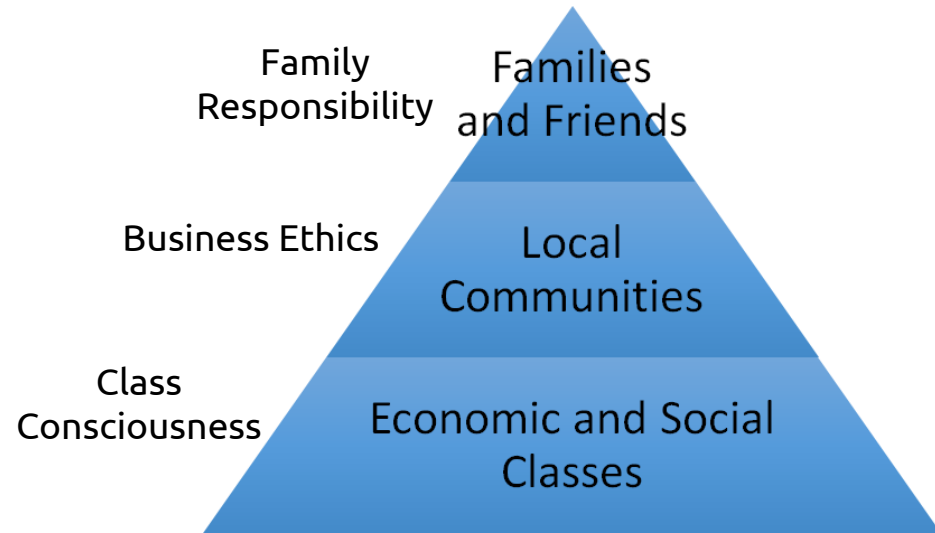 Family
Responsibility
Families
and Friends
Business Ethics
Local
Communities
Class
Consciousness
Economic and Social
Classes